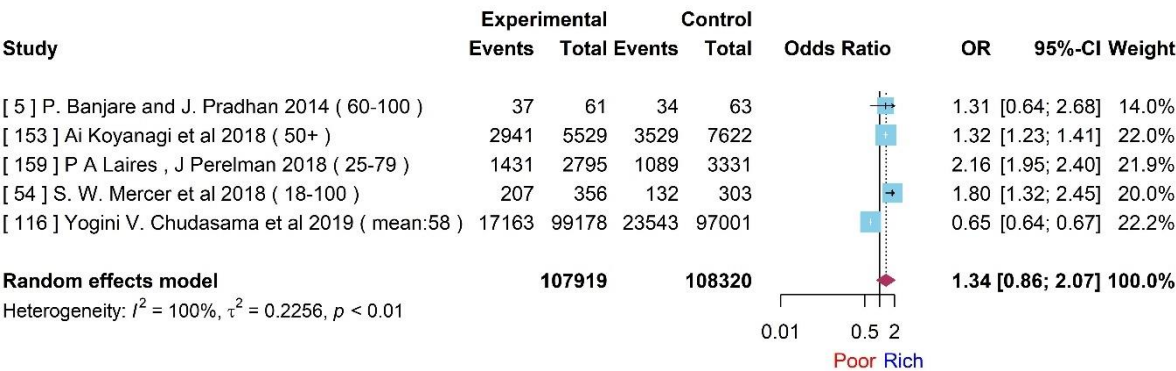 Experimental Control
Study Events Total Events Total Odds Ratio OR 95%-CI Weight
[ 5 ] P. Banjare and J. Pradhan 2014 ( 60-100 ) 37 61 34 63 1.31 [0.64; 2.68] 14.0%
[ 153 ] Ai Koyanagi et al 2018 ( 50+ ) 2941 5529 3529 7622 1.32 [1.23; 1.41] 22.0%
[ 159 ] P A Laires , J Perelman 2018 ( 25-79 ) 1431 2795 1089 3331 2.16 [1.95; 2.40] 21.9%
[ 54 ] S. W. Mercer et al 2018 ( 18-100 ) 207 356 132 303 1.80 [1.32; 2.45] 20.0%
[ 116 ] Yogini V. Chudasama et al 2019 ( mean:58 ) 17163 99178 23543 97001 0.65 [0.64; 0.67] 22.2%
Random effects model 107919 108320 1.34 [0.86; 2.07] 100.0%
Heterogeneity: I² = 100%, τ² = 0.2256, p < 0.01
0.01 0.5 2
Poor Rich